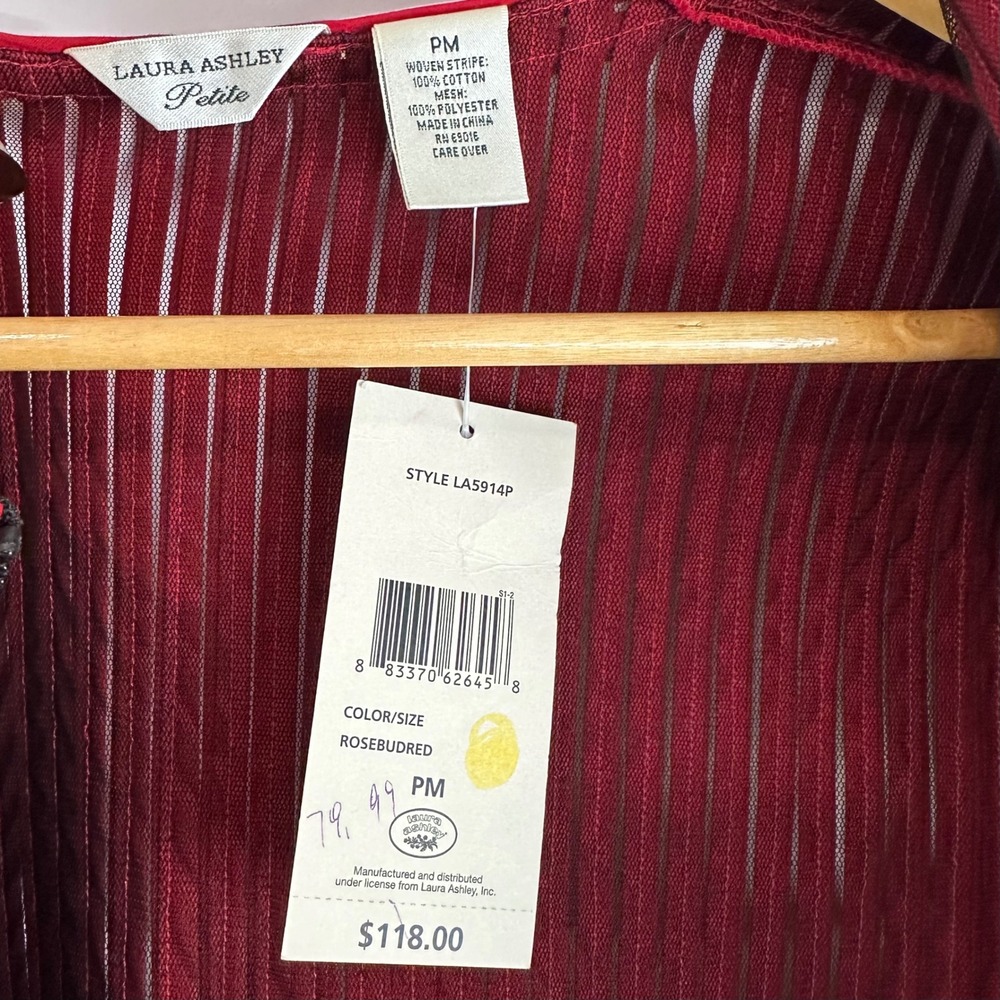 LAURA ASHLEY
Petite
PM
WOVEN STRIPE:
100% COTTON
MESH:
100% POLYESTER
MADE IN CHINA
RN 69016
CARE OVER
STYLE LA5914P
S1-2
8 83370 62645 8
COLOR/SIZE
ROSEBUDRED
PM
79.99
laura
ashley
Manufactured and distributed
under license from Laura Ashley, Inc.
$118.00